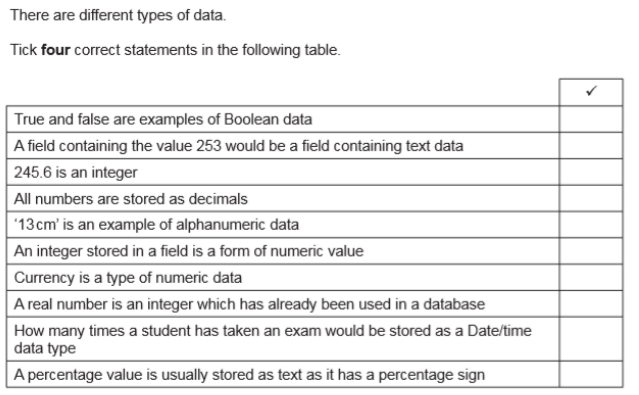 There are different types of data.
Tick four correct statements in the following table.
✓
True and false are examples of Boolean data
A field containing the value 253 would be a field containing text data
245.6 is an integer
All numbers are stored as decimals
‘13 cm’ is an example of alphanumeric data
An integer stored in a field is a form of numeric value
Currency is a type of numeric data
A real number is an integer which has already been used in a database
How many times a student has taken an exam would be stored as a Date/time
data type
A percentage value is usually stored as text as it has a percentage sign